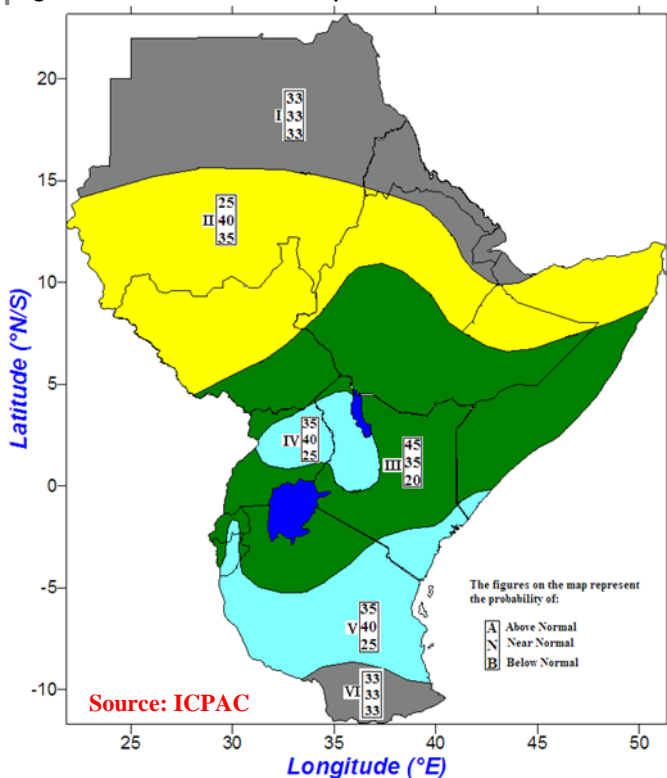 20
15
10
5
0
-5
-10
Latitude (°N/S)
I
33
33
33
II
25
40
35
IV
35
40
25
III
45
35
20
V
35
40
25
VI
33
33
33
The figures on the map represent
the probability of:
A Above Normal
N Near Normal
B Below Normal
Source: ICPAC
25 30 35 40 45 50
Longitude (°E)